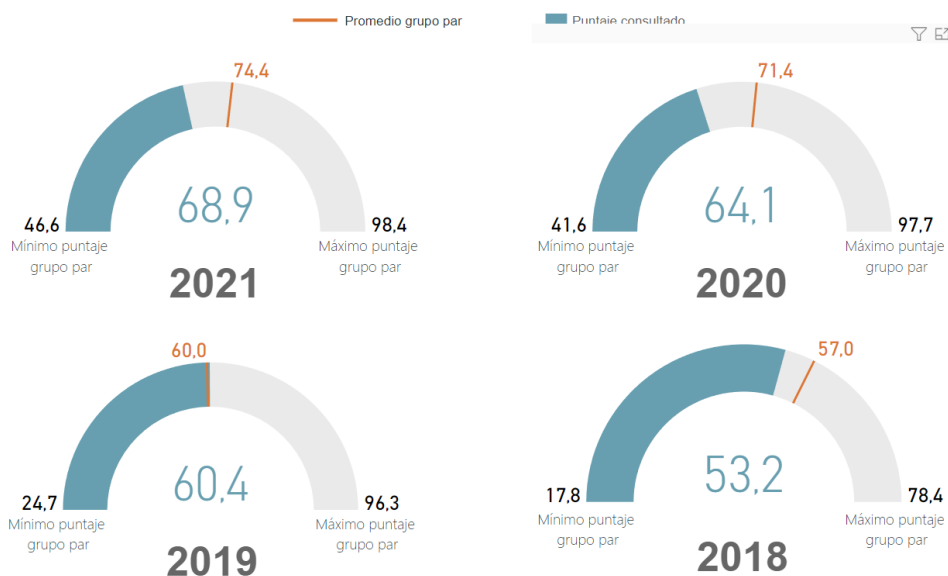 Promedio grupo par
Puntaje consultado
74,4
68,9
46,6
Mínimo puntaje
grupo par
98,4
Máximo puntaje
grupo par
2021
71,4
64,1
41,6
Mínimo puntaje
grupo par
97,7
Máximo puntaje
grupo par
2020
60,0
60,4
24,7
Mínimo puntaje
grupo par
96,3
Máximo puntaje
grupo par
2019
57,0
53,2
17,8
Mínimo puntaje
grupo par
78,4
Máximo puntaje
grupo par
2018